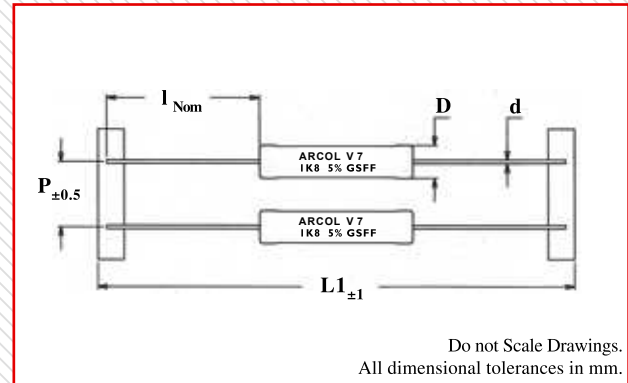 l Nom
D
d
ARCOL V7
1K8 5% GSFF
P±0.5
ARCOL V7
1K8 5% GSFF
L1±1
Do not Scale Drawings.
All dimensional tolerances in mm.